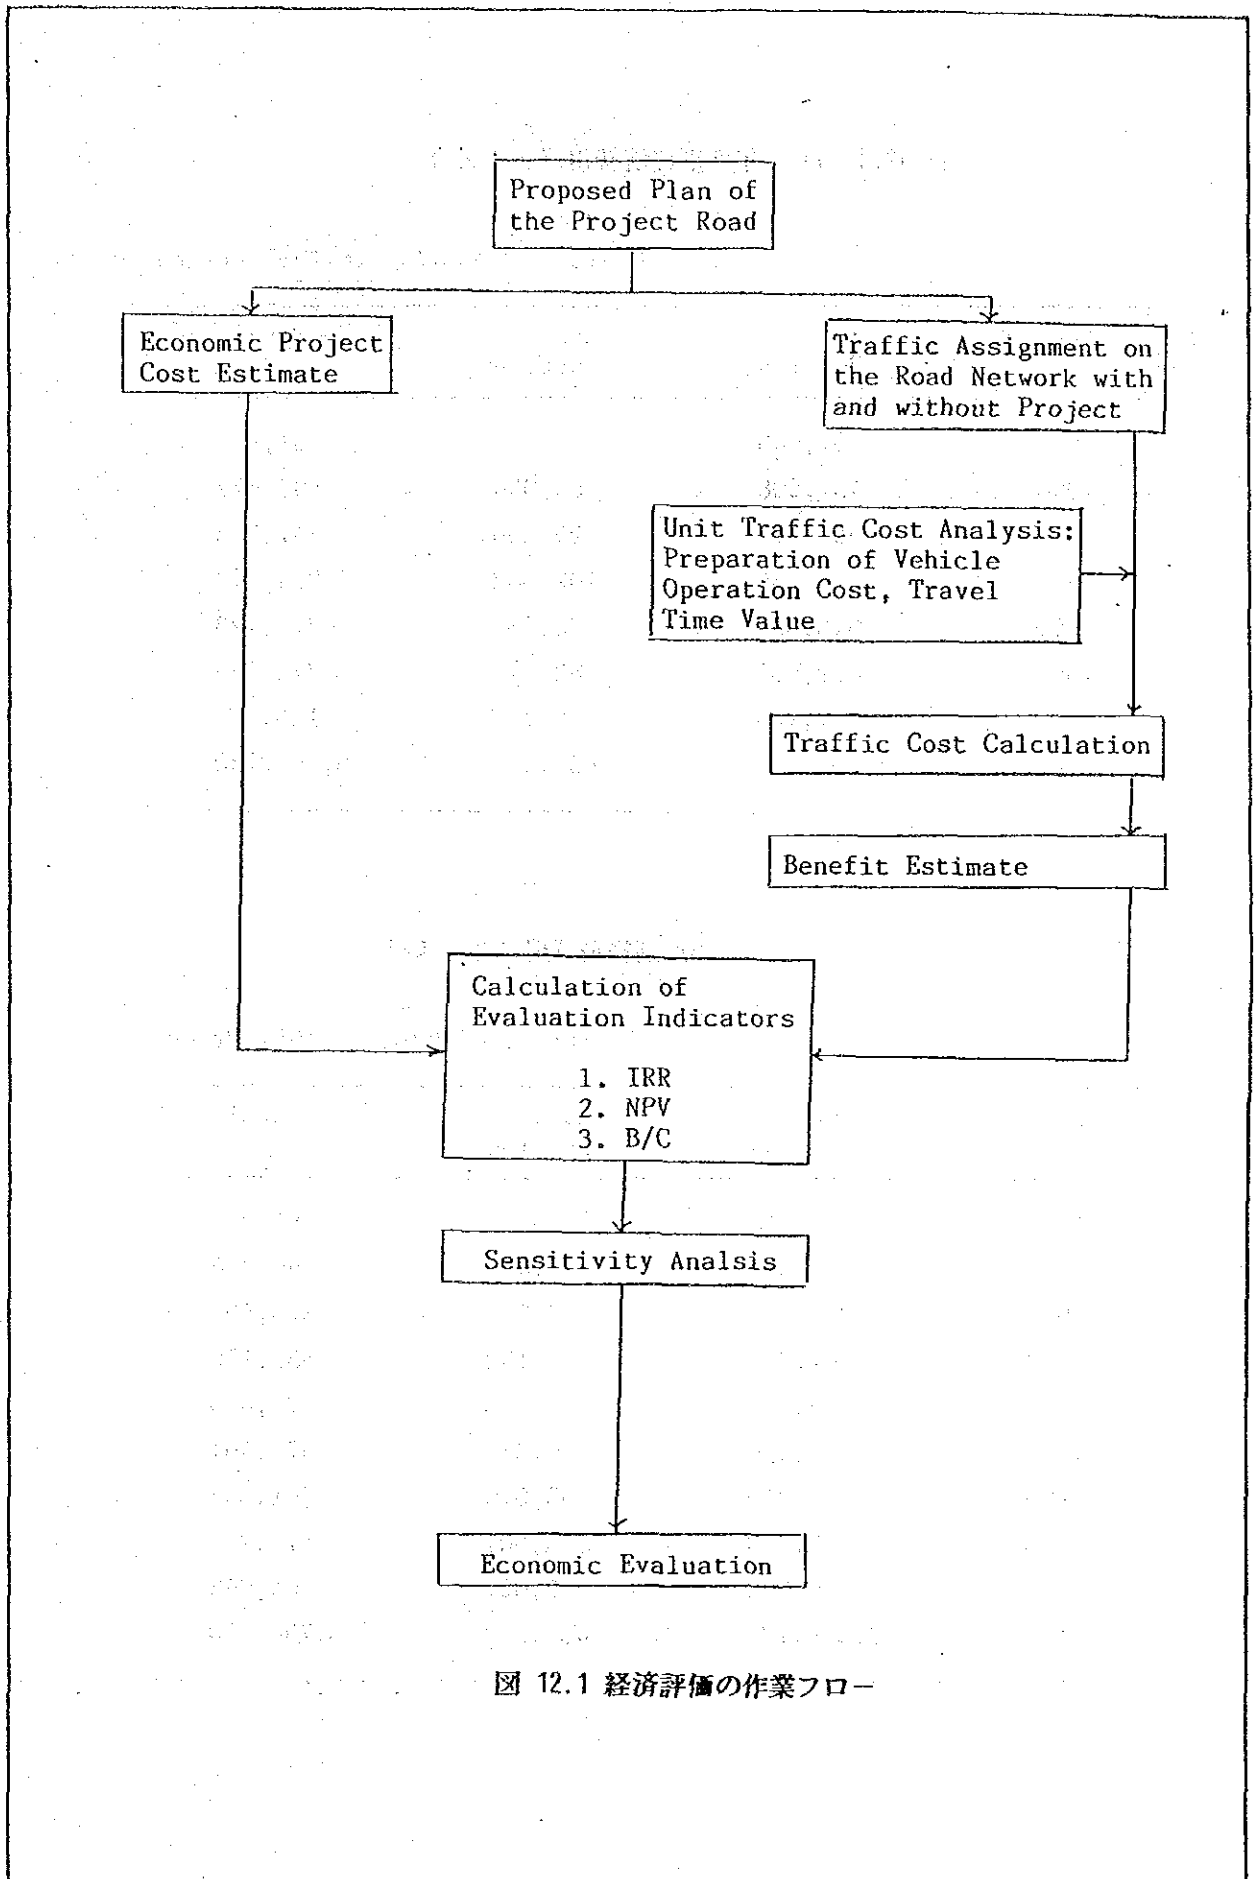 Proposed Plan of
the Project Road
Economic Project
Cost Estimate
Traffic Assignment on
the Road Network with
and without Project
Unit Traffic Cost Analysis:
Preparation of Vehicle
Operation Cost, Travel
Time Value
Traffic Cost Calculation
Benefit Estimate
Calculation of
Evaluation Indicators
1. IRR
2. NPV
3. B/C
Sensitivity Analsis
Economic Evaluation
図 12.1 経済評価の作業フロー